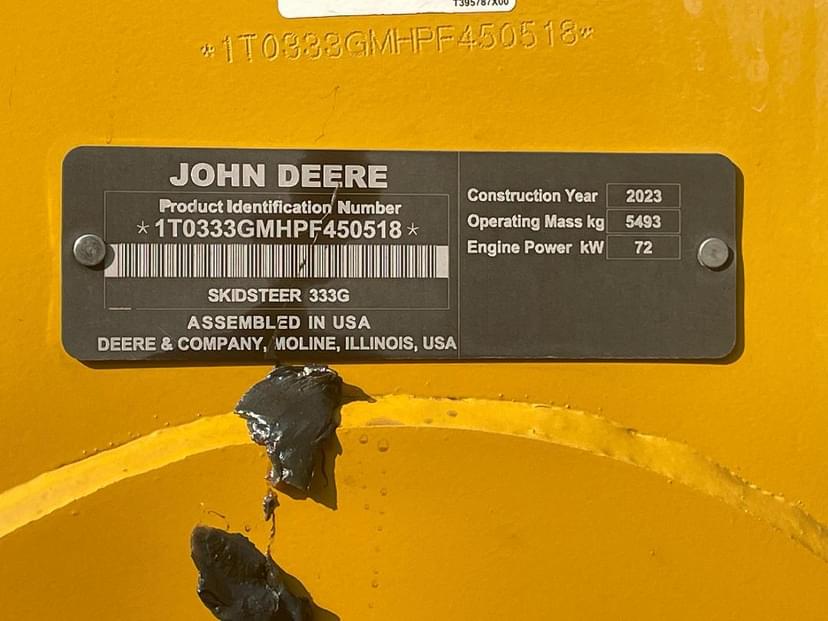 T395787X00
*1T0333GMHPF450518*
JOHN DEERE
Product Identification Number
*1T0333GMHPF450518*
SKIDSTEER 333G
ASSEMBLED IN USA
DEERE & COMPANY, MOLINE, ILLINOIS, USA
Construction Year 2023
Operating Mass kg 5493
Engine Power kW 72